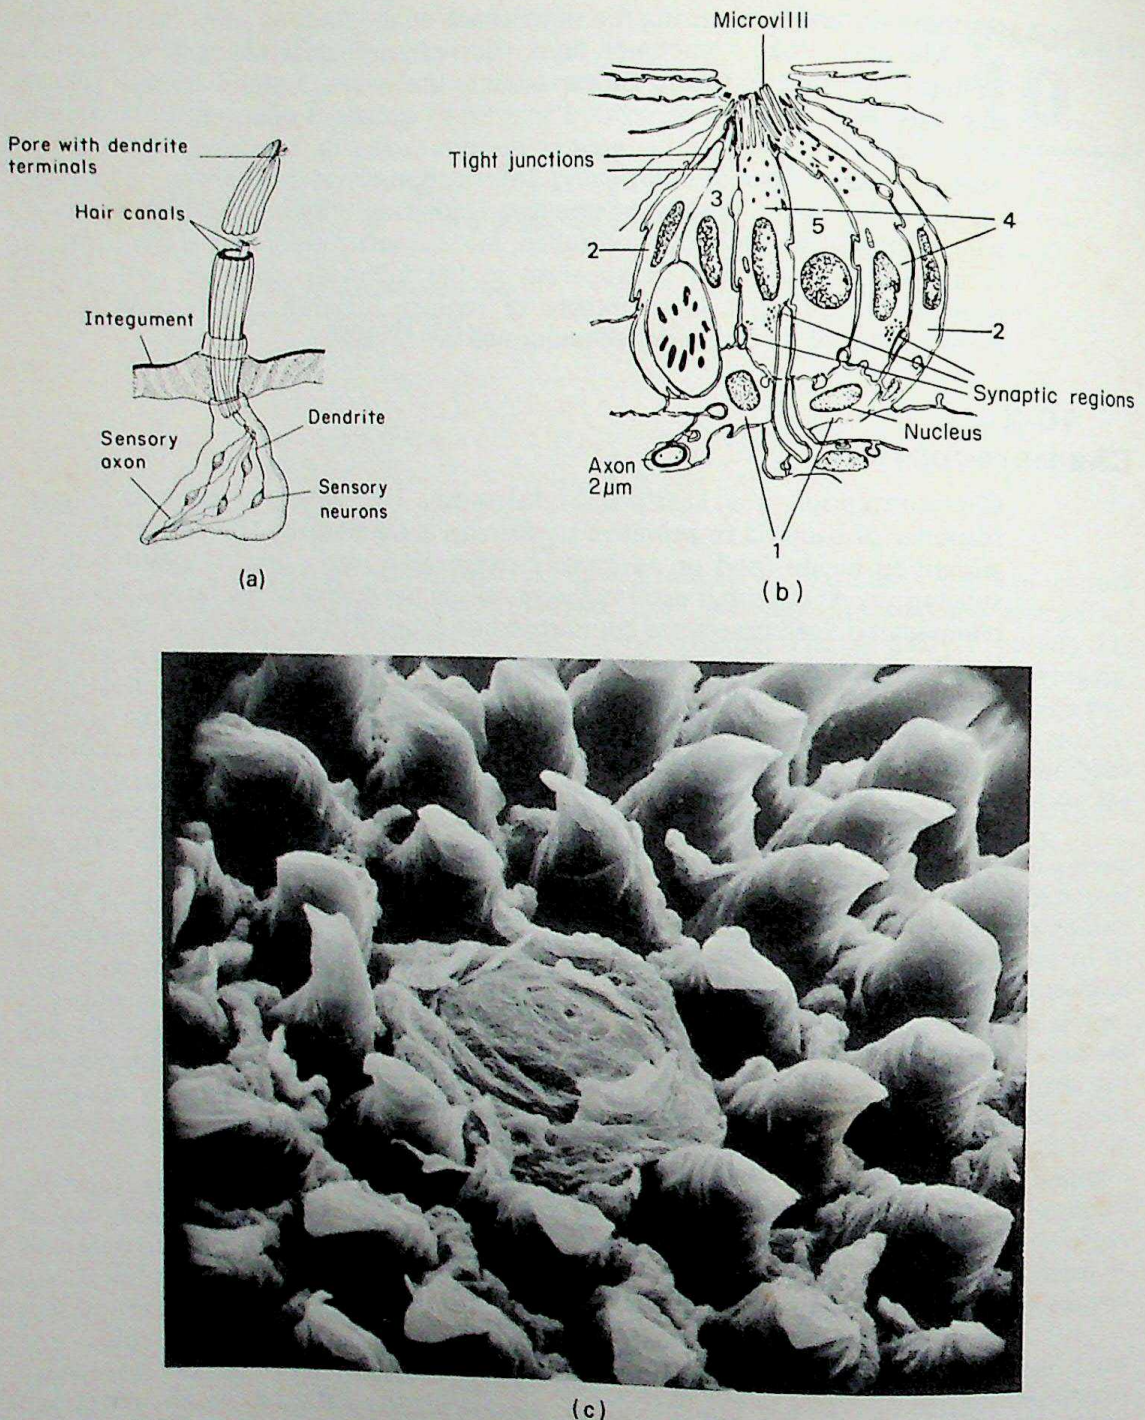 Pore with dendrite
terminals
Hair canals
Integument
Dendrite
Sensory
axon
Sensory
neurons
(a)
Microvilli
Tight junctions
3
4
5
2
2
Synaptic regions
Nucleus
Axon
2μm
1
(b)
(c)